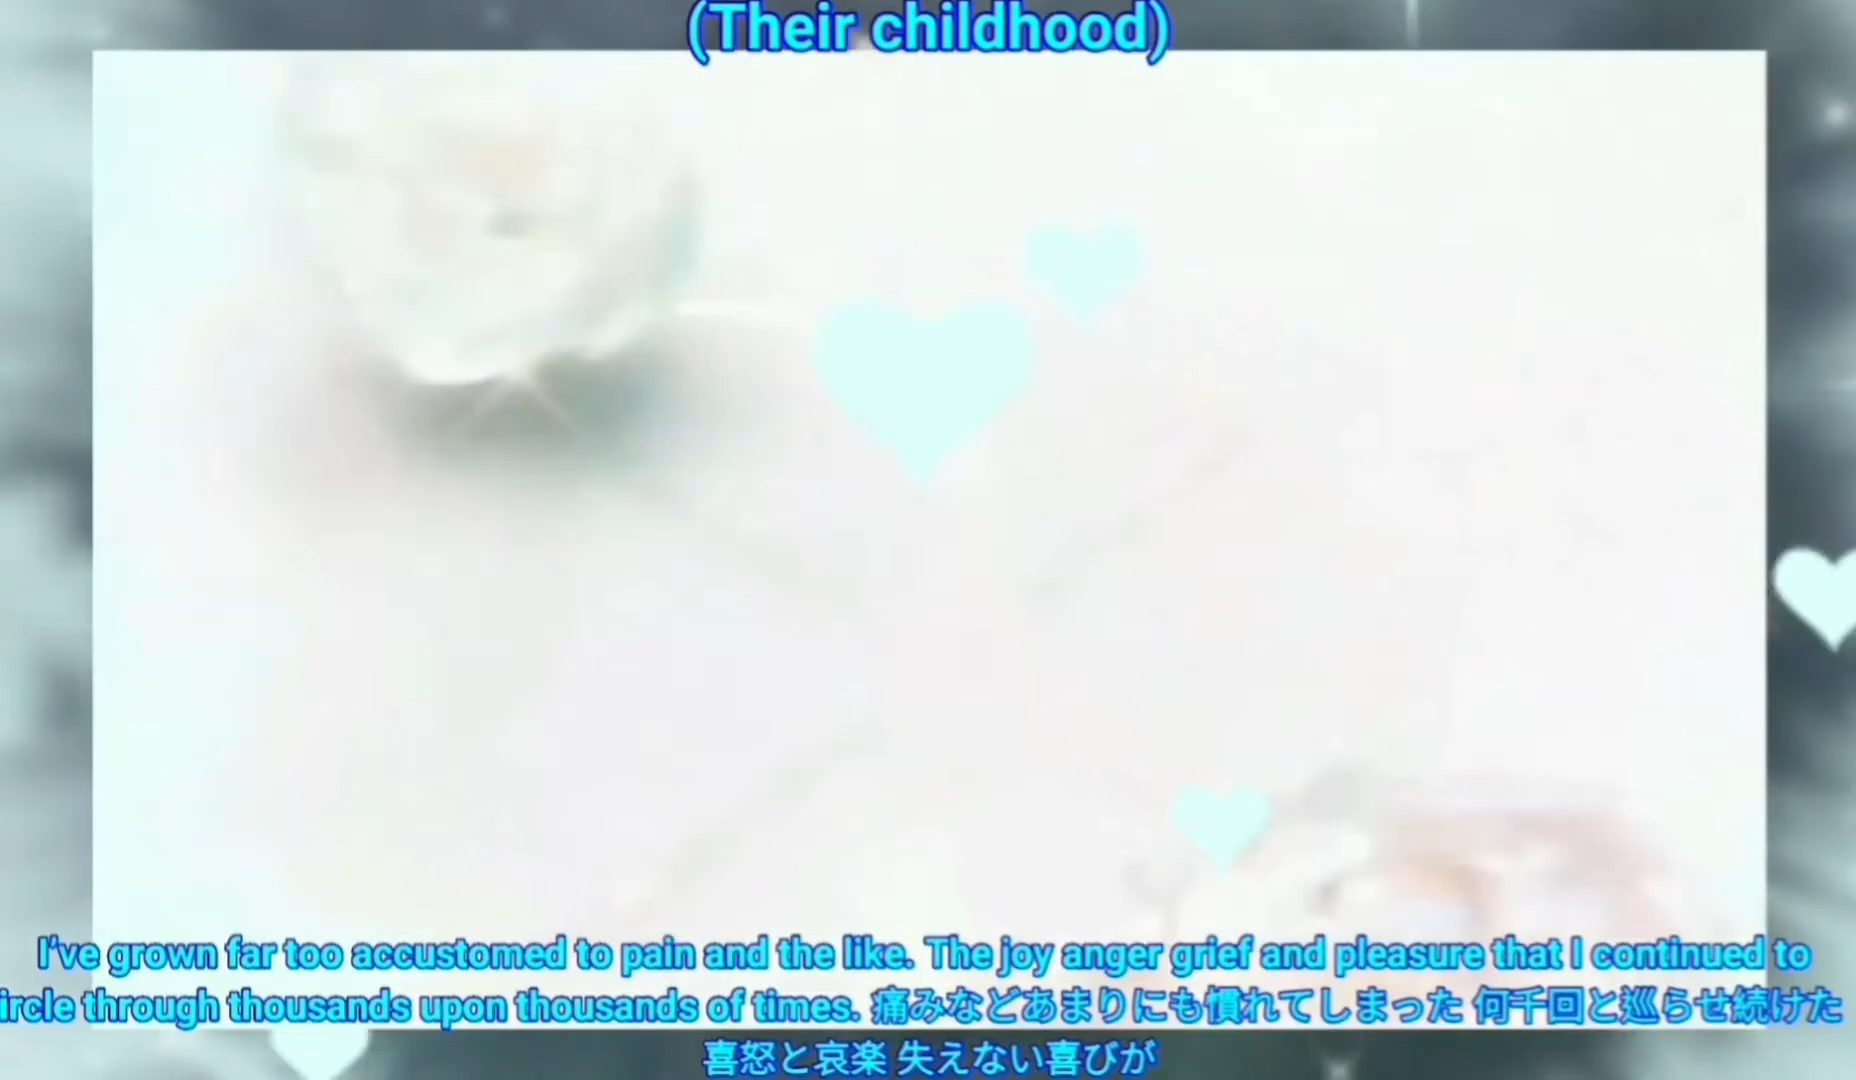 (Their childhood)
I've grown far too accustomed to pain and the like. The joy anger grief and pleasure that I continued to
ircle through thousands upon thousands of times. 痛みなどあまりにも慣れてしまった 何千回と巡らせ続けた
喜怒と哀楽 失えない喜びが